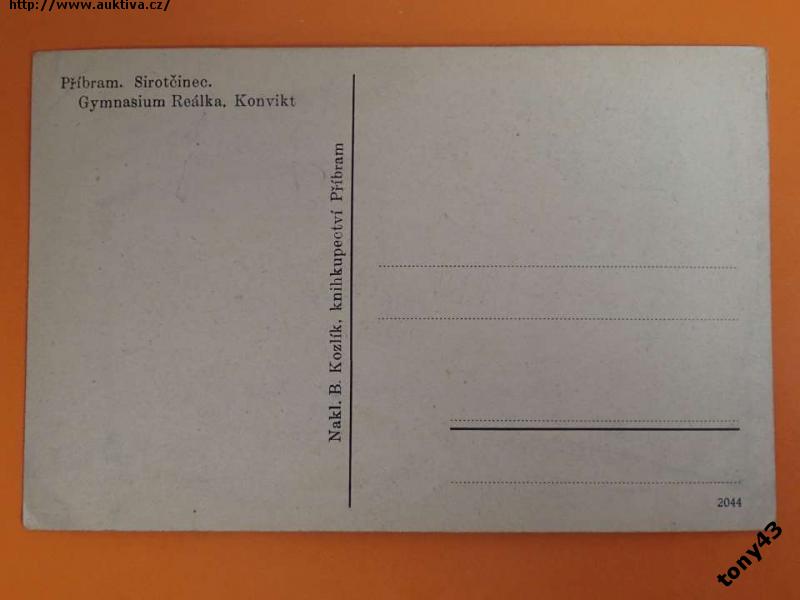 http://www.auktiva.cz/
Příbram. Sirotčinec.
Gymnasium Reálka, Konvikt
Nakl. B. Kozlík, knihkupectví Příbram
2044
tony43